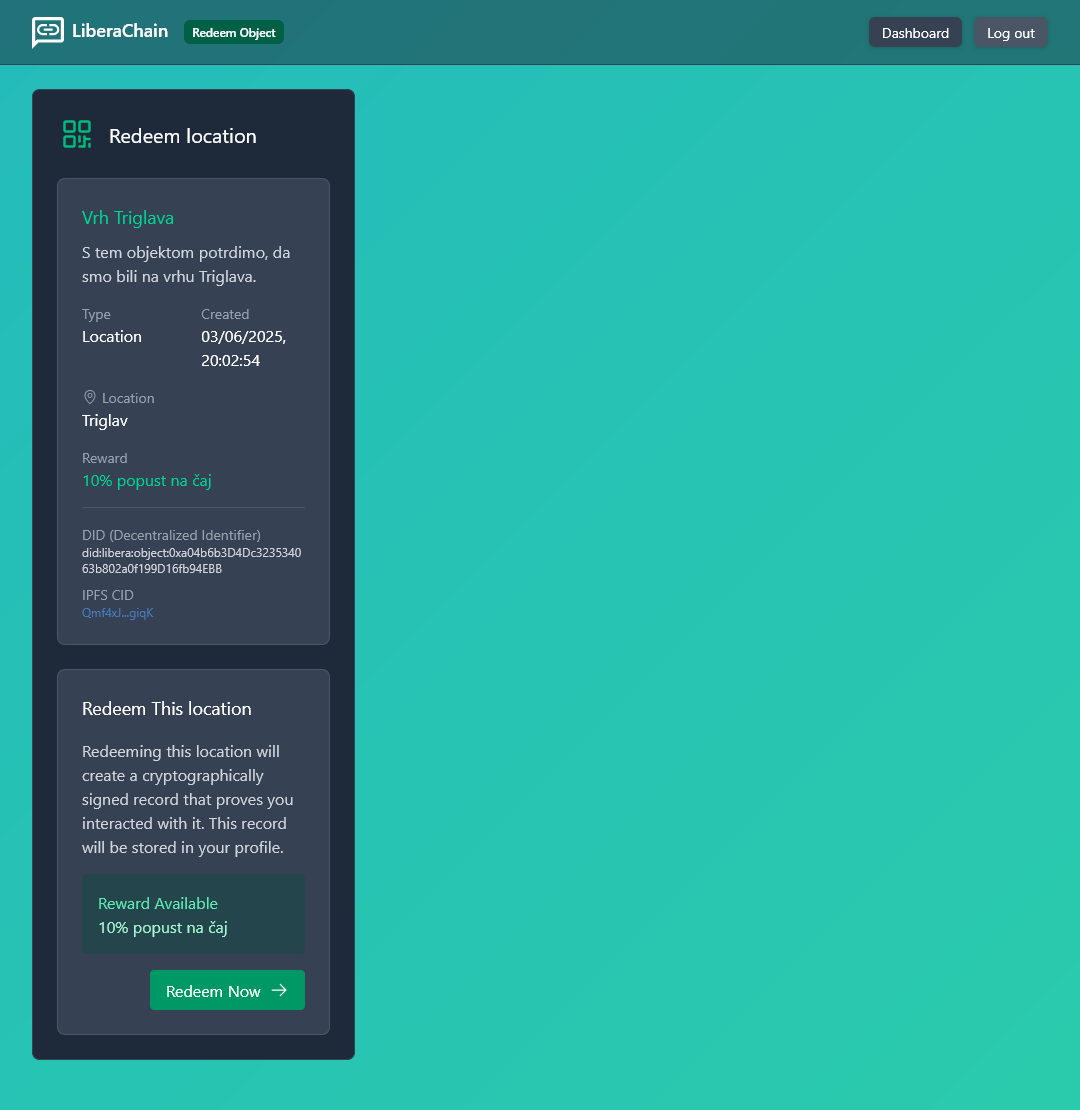 LiberaChain
Redeem Object
Dashboard
Log out
Redeem location
Vrh Triglava
S tem objektom potrdimo, da
smo bili na vrhu Triglava.
Type
Created
Location
03/06/2025,
20:02:54
Location
Triglav
Reward
10% popust na čaj
DID (Decentralized Identifier)
did:libera:object:0xa04b6b3D4Dc3235340
63b802a0f199D16fb94EBB
IPFS CID
Qmf4xJ...giqK
Redeem This location
Redeeming this location will
create a cryptographically
signed record that proves you
interacted with it. This record
will be stored in your profile.
Reward Available
10% popust na čaj
Redeem Now